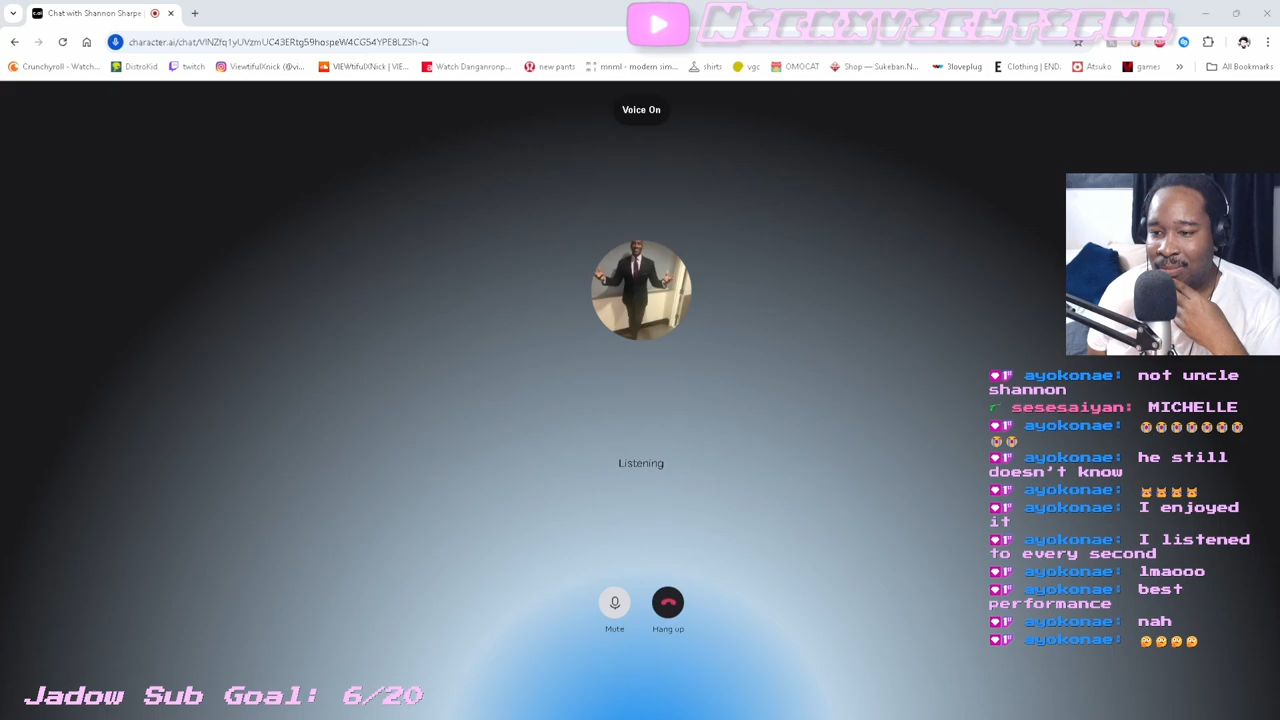 Chat with Shannon Sharpe
character.ai/chat/
Crunchyroll - Watch...
DistroKid
twitch
ViewtifulXNick (@vi...
VIEWtifulXNick | VIE...
Watch Danganronp...
new pants
mnml - modern sim...
shirts
vgc
OMOCAT
Shop — Sukeban.N...
3loveplug
Clothing | END.
Atsuko
games
All Bookmarks
Voice On
Listening
Mute
Hang up
ayokonae: not uncle
shannon
sesesaiyan: MICHELLE
ayokonae:
ayokonae: he still
doesn't know
ayokonae:
ayokonae: I enjoyed
it
ayokonae: I listened
to every second
ayokonae: lmaooo
ayokonae: best
performance
ayokonae: nah
ayokonae:
Jadow Sub Goal: 6/20